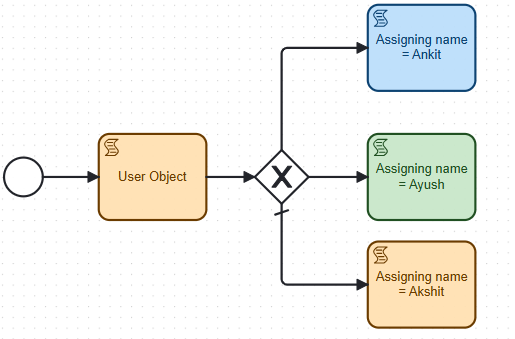 Assigning name
= Ankit
User Object
Assigning name
= Ayush
Assigning name
= Akshit